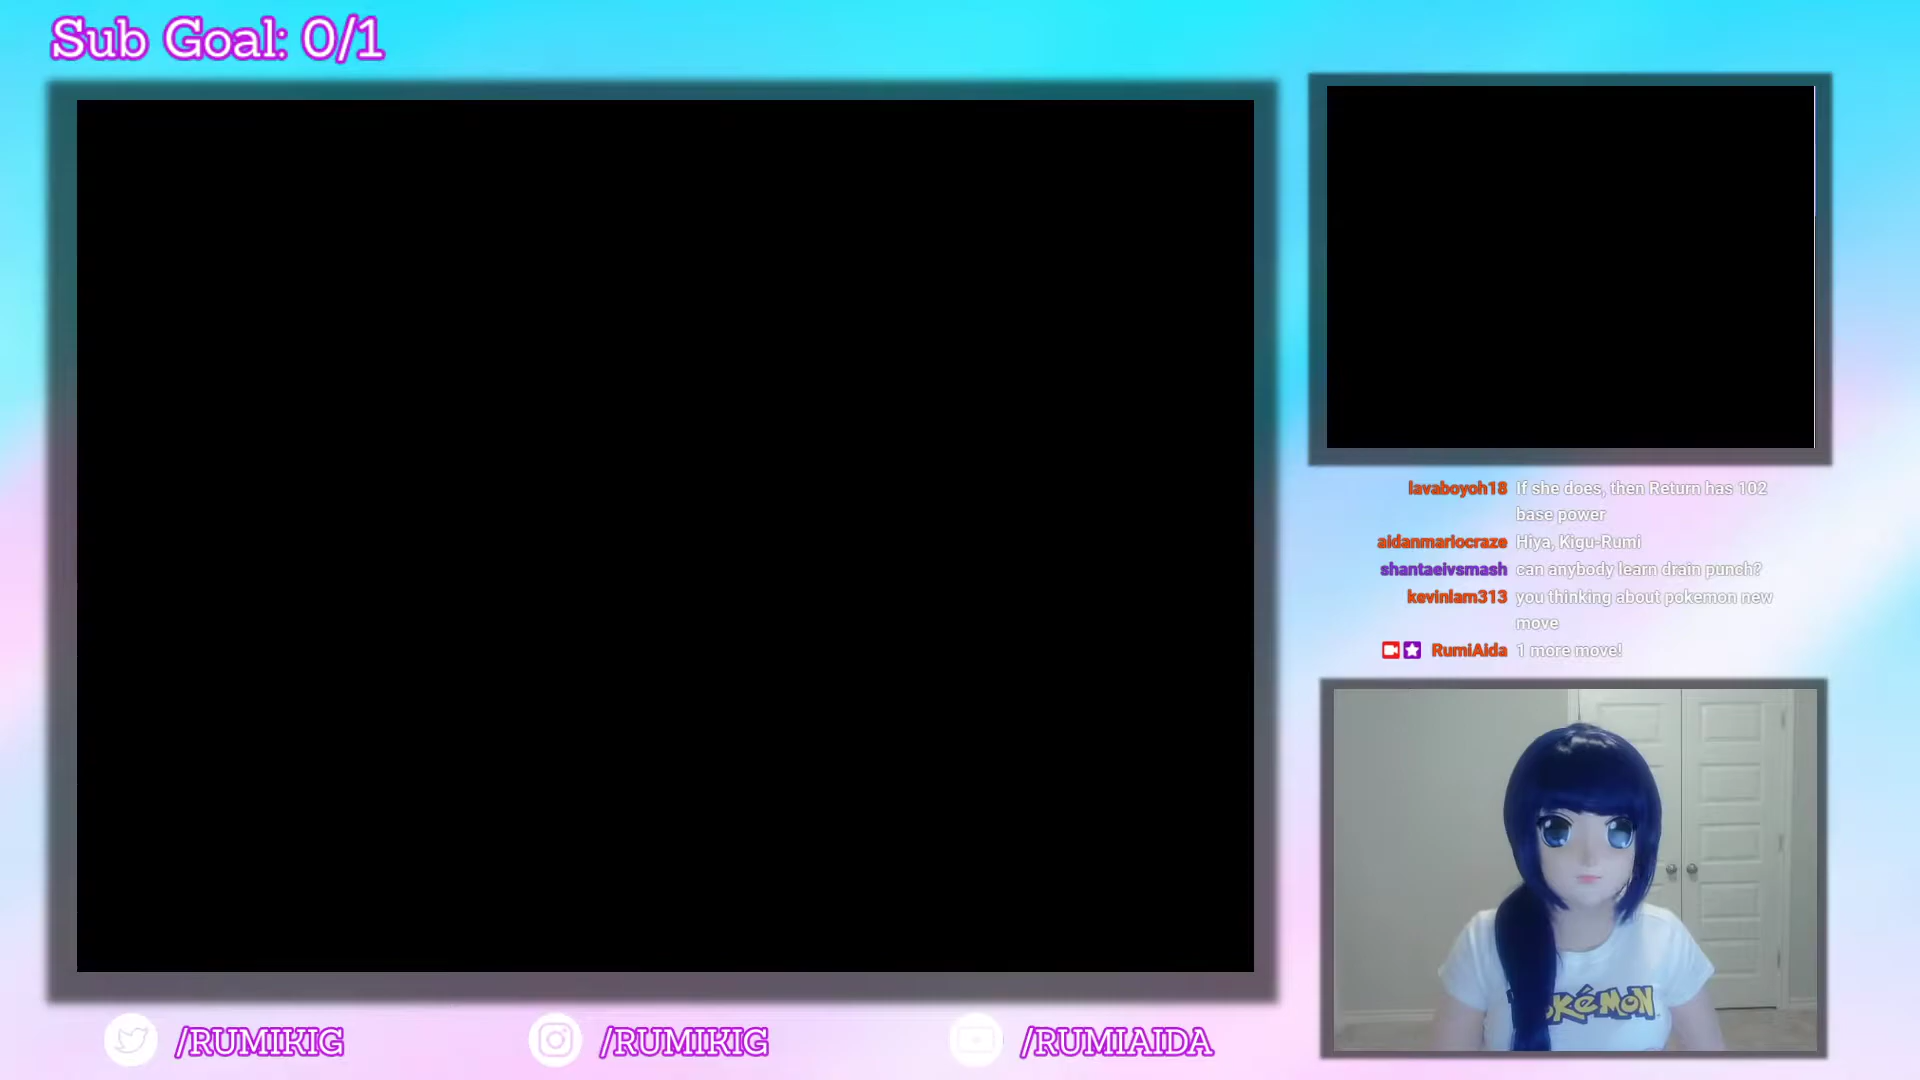 Sub Goal: 0/1
lavaboyoh18 If she does, then Return has 102
base power
aidanmariocraze Hiya, Kigu-Rumi
shantaeivsmash can anybody learn drain punch?
kevinlam313 you thinking about pokemon new
move
RumiAida 1 more move!
POKéMON
/RUMIKIG
/RUMIKIG
/RUMIAIDA